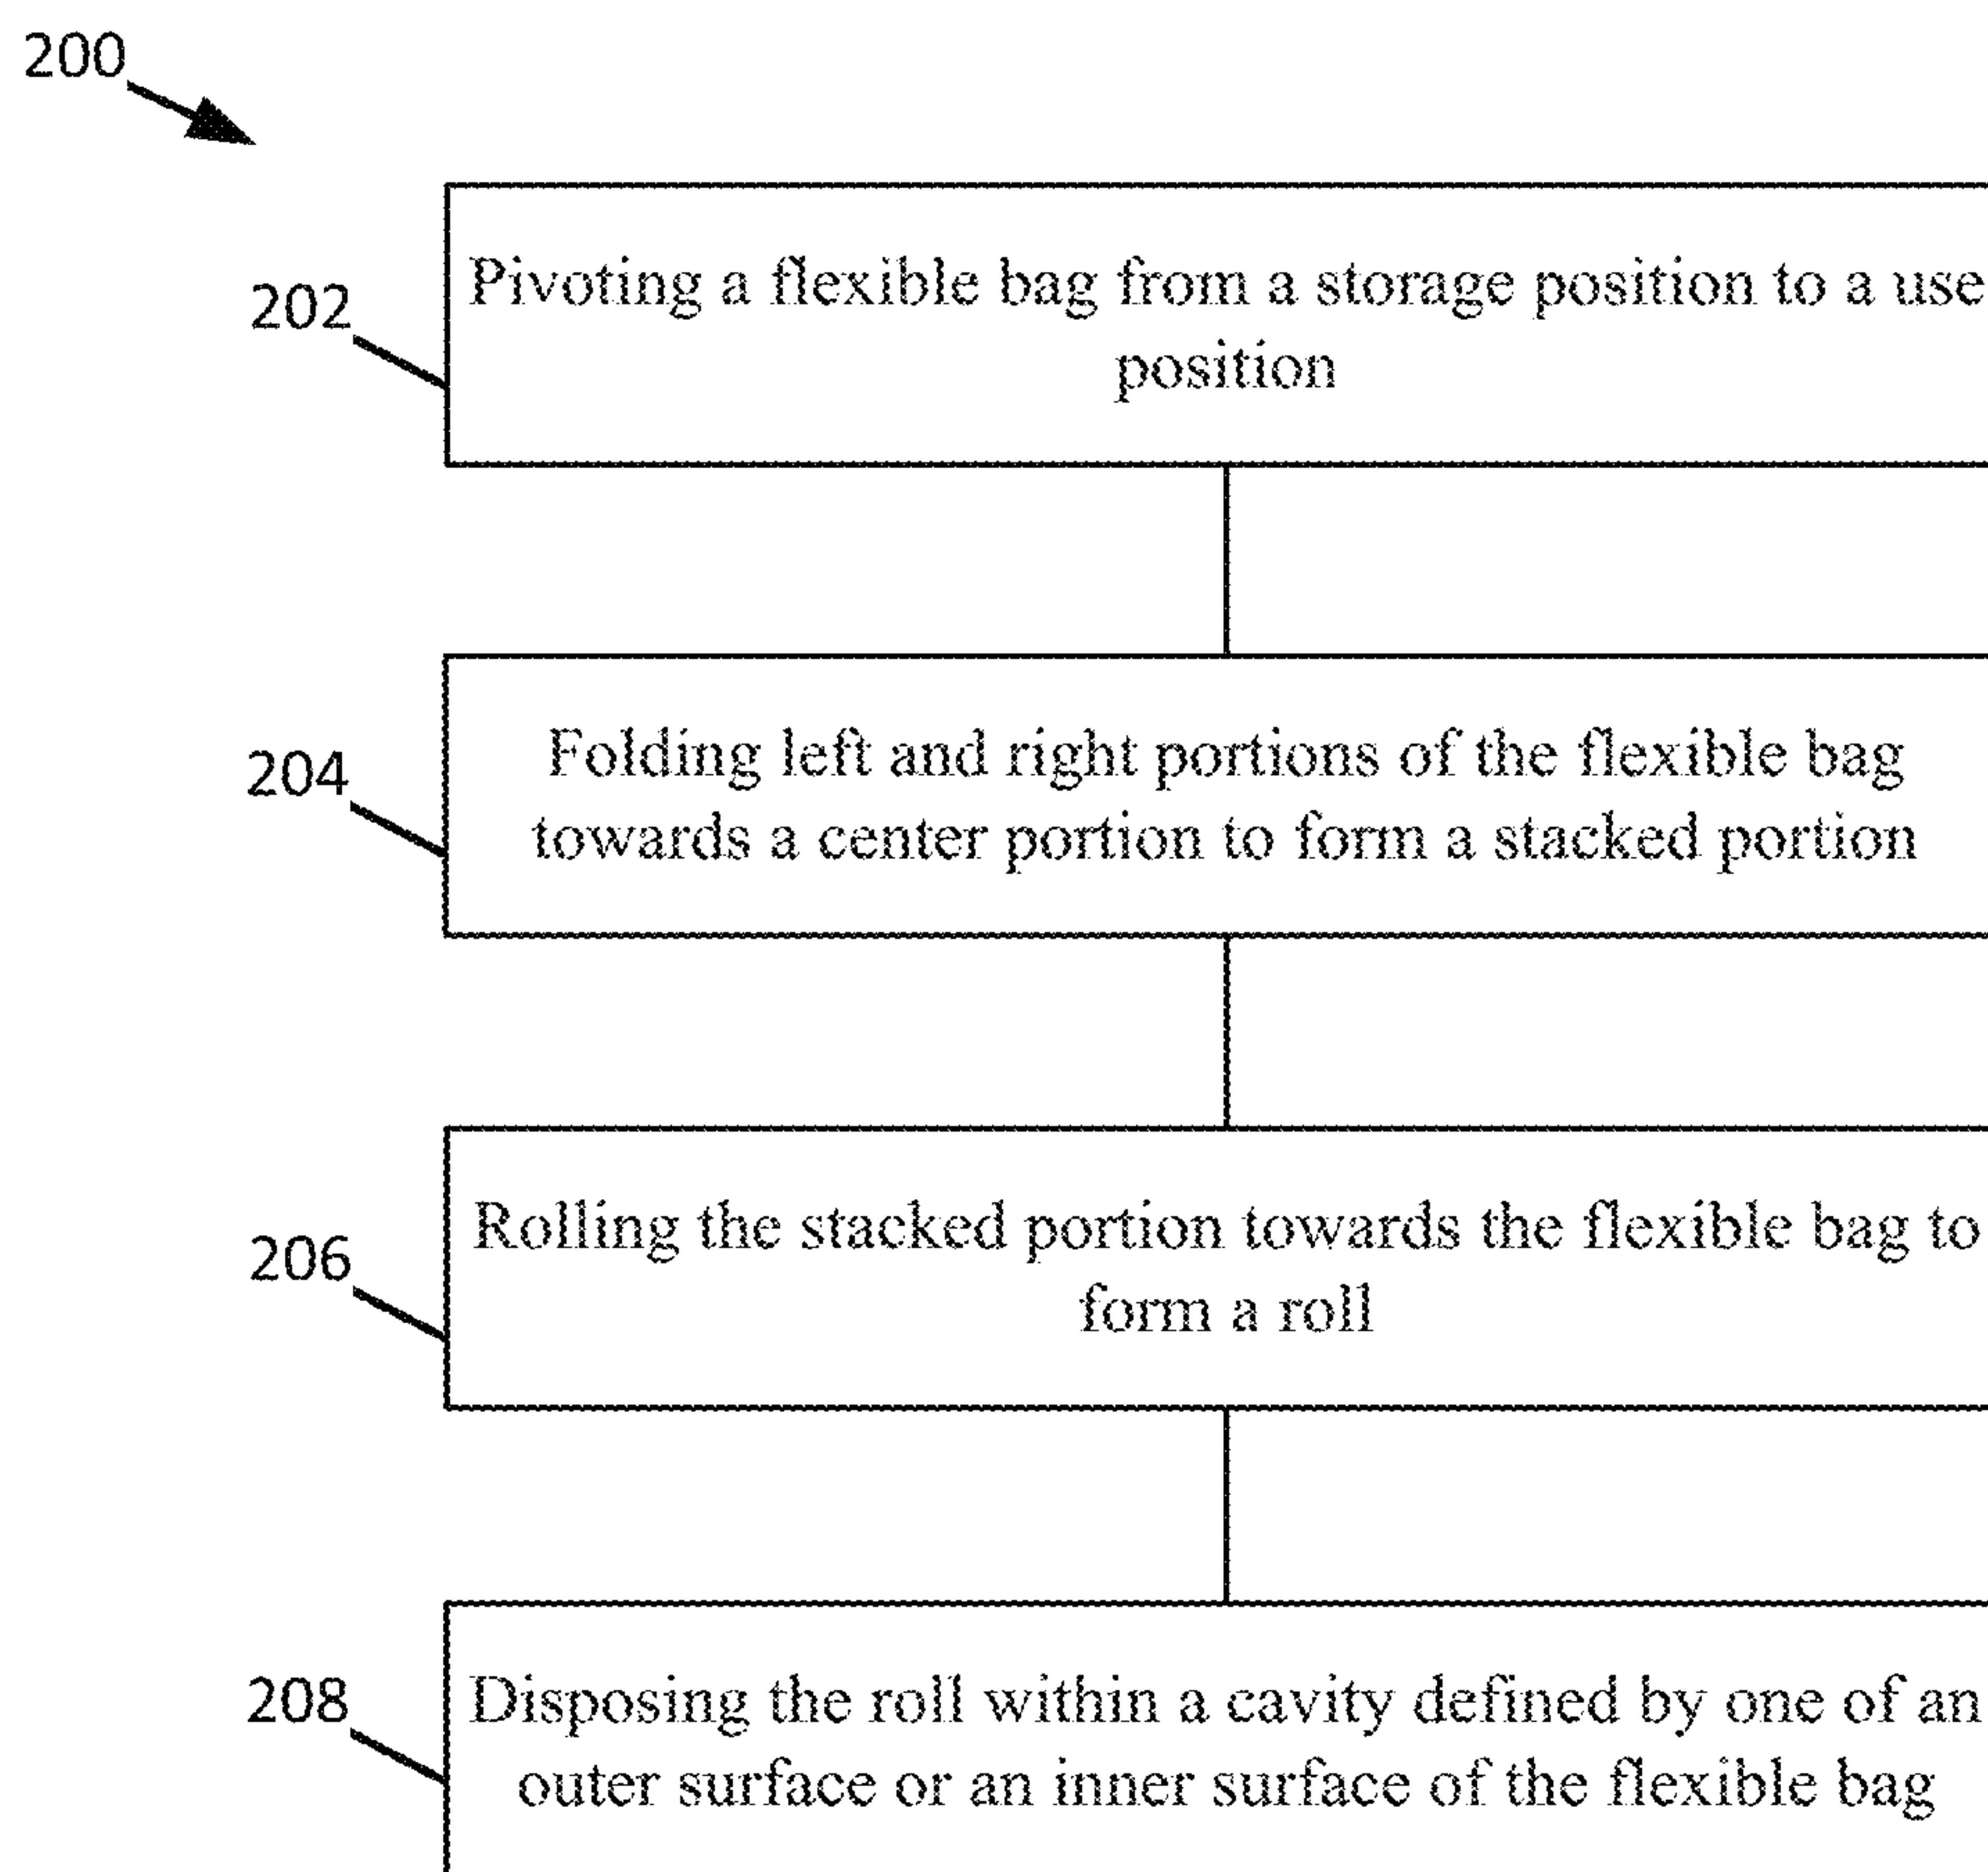 200
202
Pivoting a flexible bag from a storage position to a use
position
204
Folding left and right portions of the flexible bag
towards a center portion to form a stacked portion
206
Rolling the stacked portion towards the flexible bag to
form a roll
208
Disposing the roll within a cavity defined by one of an
outer surface or an inner surface of the flexible bag